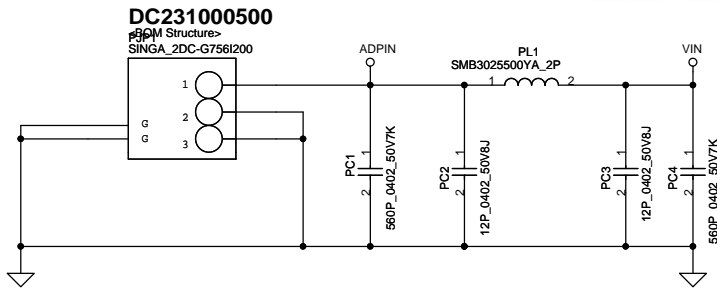 DC231000500
<BOM Structure>
PJP1
SINGA_2DC-G756I200
ADPIN
PL1
SMB3025500YA_2P
VIN
1
2
1
2
3
G
G
PC1
1
2
560P_0402_50V7K
PC2
1
2
12P_0402_50V8J
PC3
1
2
12P_0402_50V8J
PC4
1
2
560P_0402_50V7K